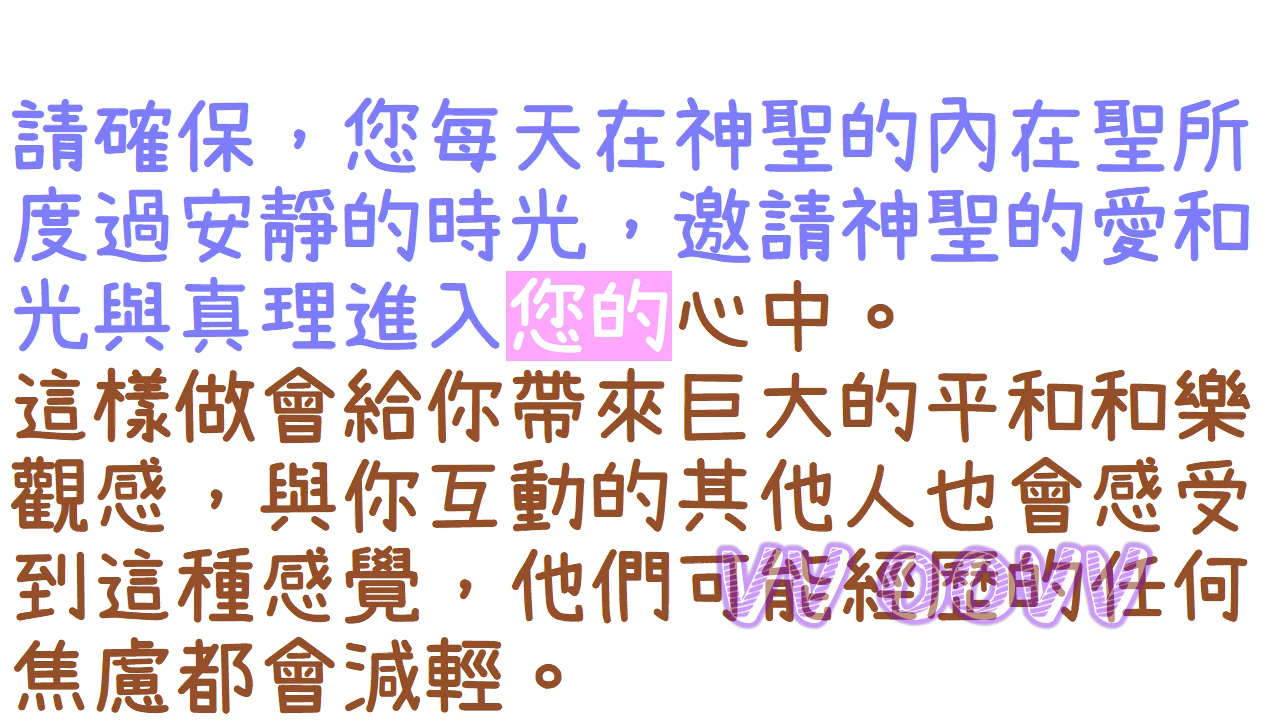 請確保，您每天在神聖的內在聖所
度過安靜的時光，邀請神聖的愛和
光與真理進入您的心中。
這樣做會給你帶來巨大的平和和樂
觀感，與你互動的其他人也會感受
到這種感覺，他們可能經歷的任何
焦慮都會減輕。